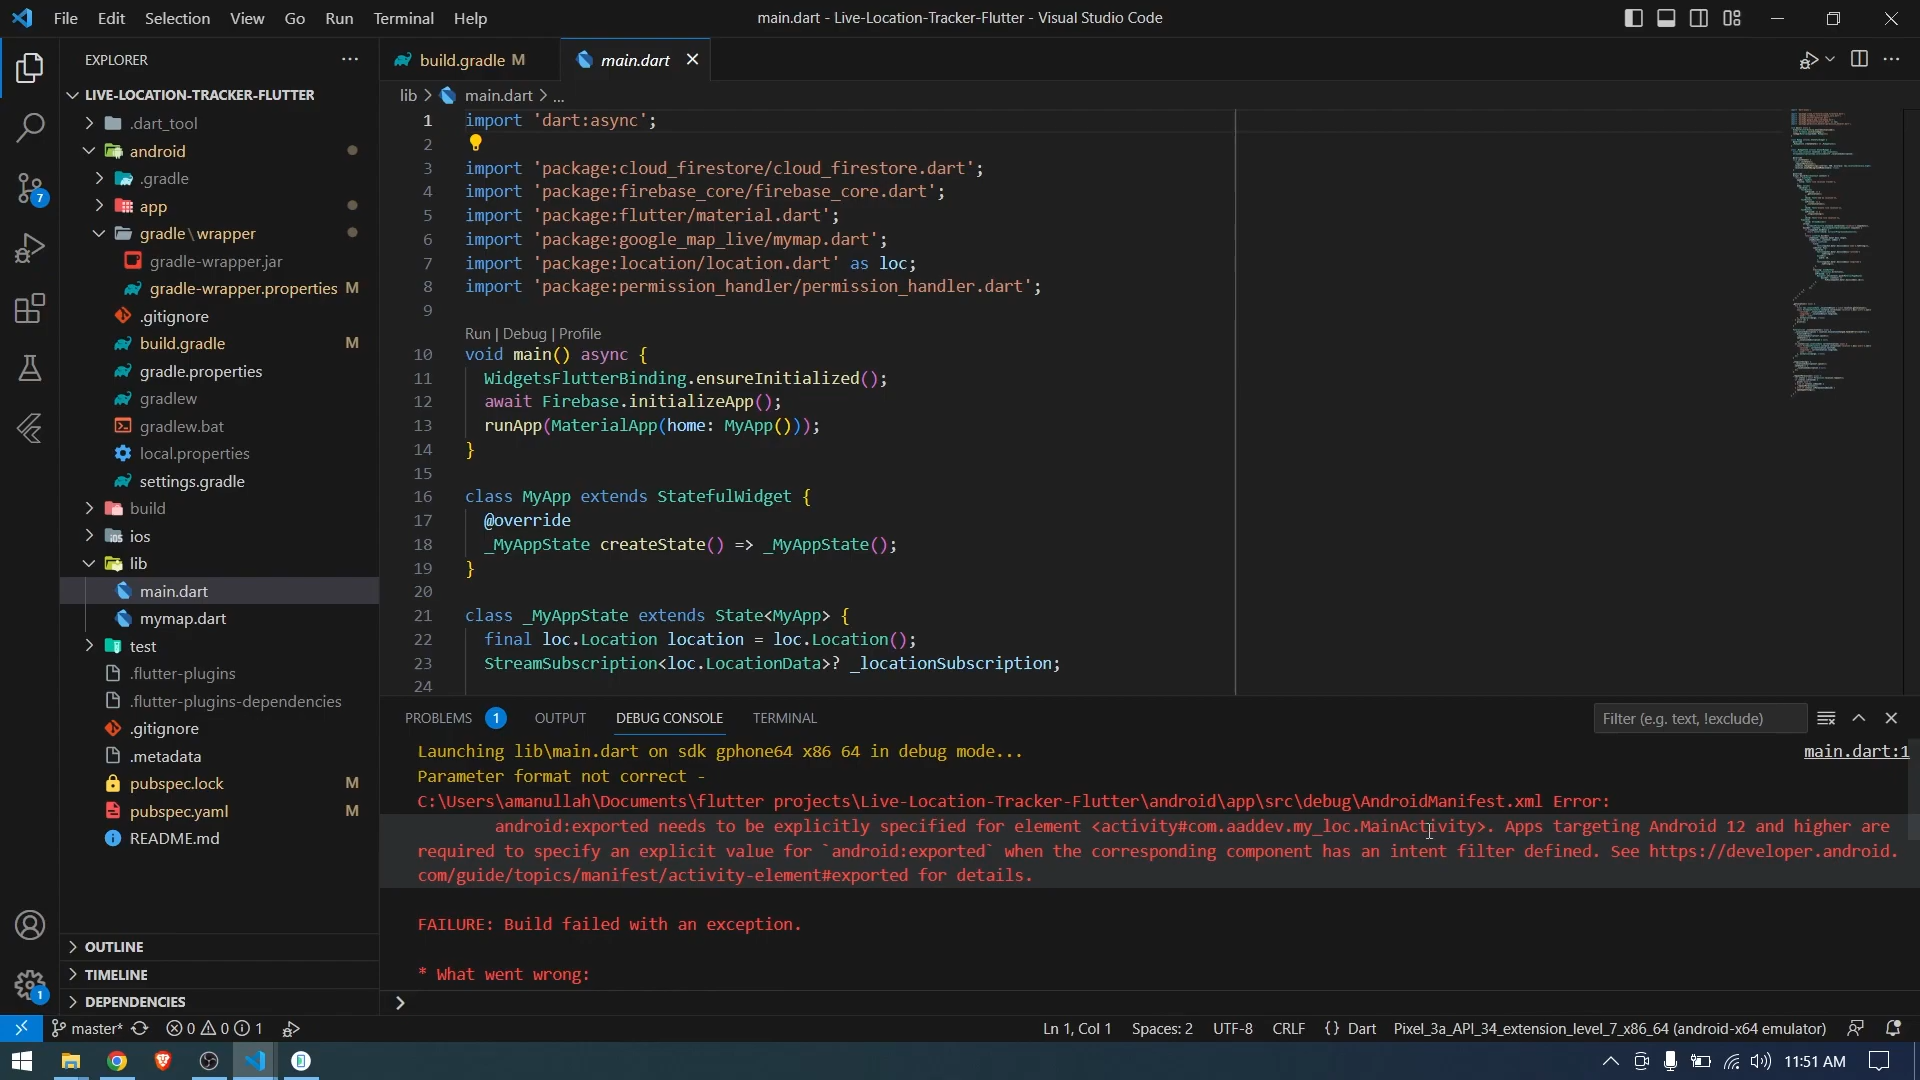 File Edit Selection View Go Run Terminal Help
main.dart - Live-Location-Tracker-Flutter - Visual Studio Code
EXPLORER
LIVE-LOCATION-TRACKER-FLUTTER
.dart_tool
android
.gradle
app
gradle\wrapper
gradle-wrapper.jar
gradle-wrapper.properties M
.gitignore
build.gradle M
gradle.properties
gradlew
gradlew.bat
local.properties
settings.gradle
build
ios
lib
main.dart
mymap.dart
test
.flutter-plugins
.flutter-plugins-dependencies
.gitignore
.metadata
pubspec.lock M
pubspec.yaml M
README.md
OUTLINE
TIMELINE
DEPENDENCIES
7
1
build.gradle M
main.dart
lib > main.dart > ...
1 import 'dart:async';
2
3 import 'package:cloud_firestore/cloud_firestore.dart';
4 import 'package:firebase_core/firebase_core.dart';
5 import 'package:flutter/material.dart';
6 import 'package:google_map_live/mymap.dart';
7 import 'package:location/location.dart' as loc;
8 import 'package:permission_handler/permission_handler.dart';
9
Run | Debug | Profile
10 void main() async {
11 WidgetsFlutterBinding.ensureInitialized();
12 await Firebase.initializeApp();
13 runApp(MaterialApp(home: MyApp()));
14 }
15
16 class MyApp extends StatefulWidget {
17 @override
18 _MyAppState createState() => _MyAppState();
19 }
20
21 class _MyAppState extends State<MyApp> {
22 final loc.Location location = loc.Location();
23 StreamSubscription<loc.LocationData>? _locationSubscription;
24
PROBLEMS 1 OUTPUT DEBUG CONSOLE TERMINAL
Filter (e.g. text, !exclude)
Launching lib\main.dart on sdk gphone64 x86 64 in debug mode...
main.dart:1
Parameter format not correct -
C:\Users\amanullah\Documents\flutter projects\Live-Location-Tracker-Flutter\android\app\src\debug\AndroidManifest.xml Error:
android:exported needs to be explicitly specified for element <activity#com.aaddev.my_loc.MainActivity>. Apps targeting Android 12 and higher are
required to specify an explicit value for `android:exported` when the corresponding component has an intent filter defined. See https://developer.android.
com/guide/topics/manifest/activity-element#exported for details.
FAILURE: Build failed with an exception.
* What went wrong:
master* 0 0 1
Ln 1, Col 1 Spaces: 2 UTF-8 CRLF {} Dart Pixel_3a_API_34_extension_level_7_x86_64 (android-x64 emulator)
11:51 AM